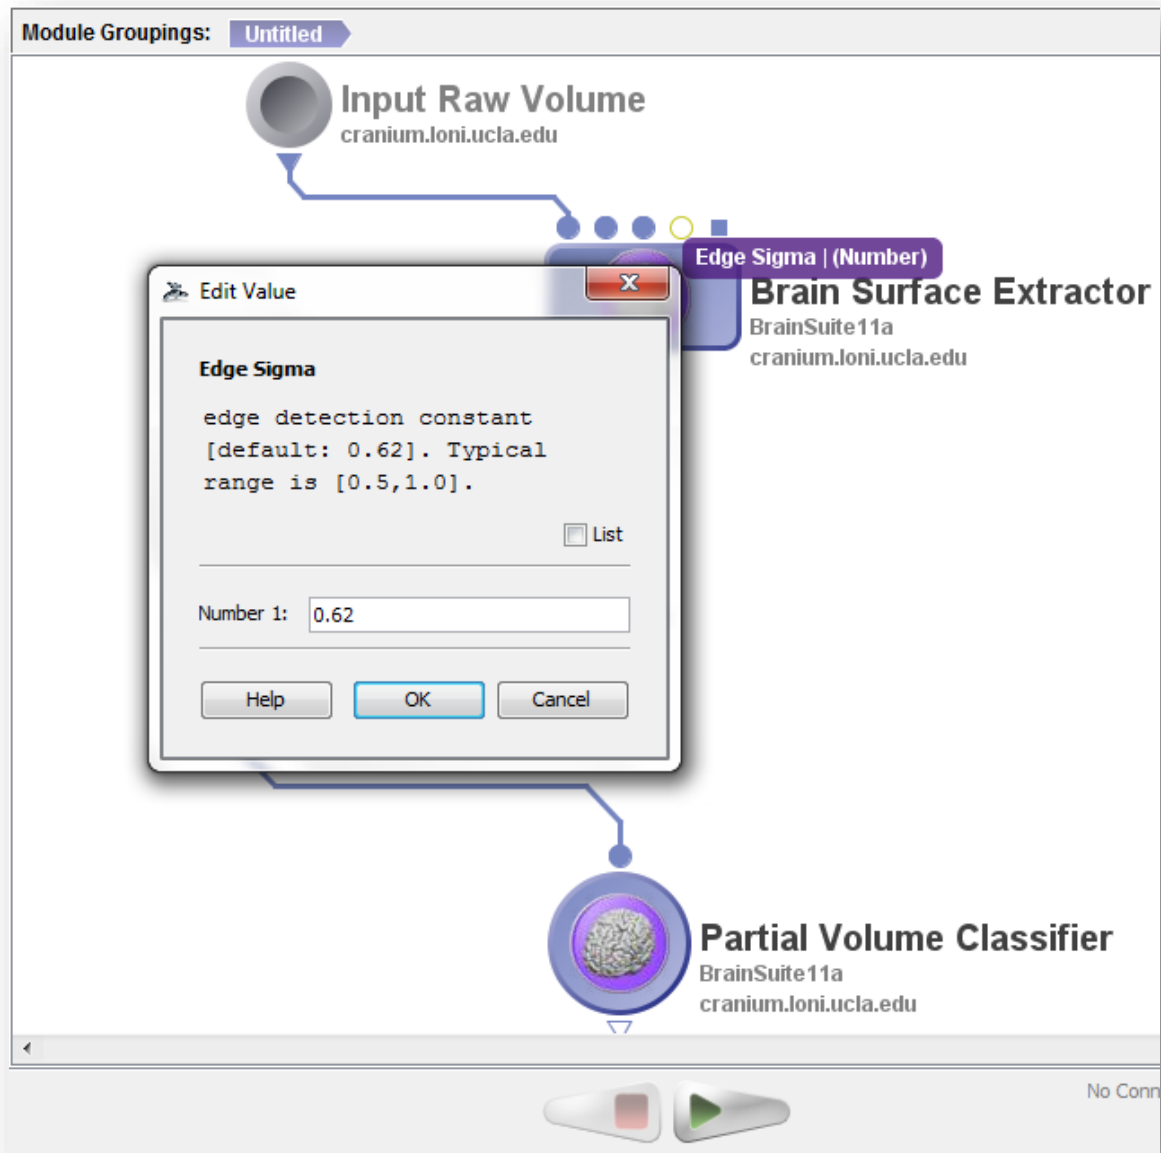 Module Groupings: Untitled
Input Raw Volume
cranium.loni.ucla.edu
Edge Sigma | (Number)
Brain Surface Extractor
BrainSuite11a
cranium.loni.ucla.edu
Edit Value
X
Edge Sigma
edge detection constant
[default: 0.62]. Typical
range is [0.5,1.0].
List
Number 1: 0.62
Help OK Cancel
Partial Volume Classifier
BrainSuite11a
cranium.loni.ucla.edu
No Conn